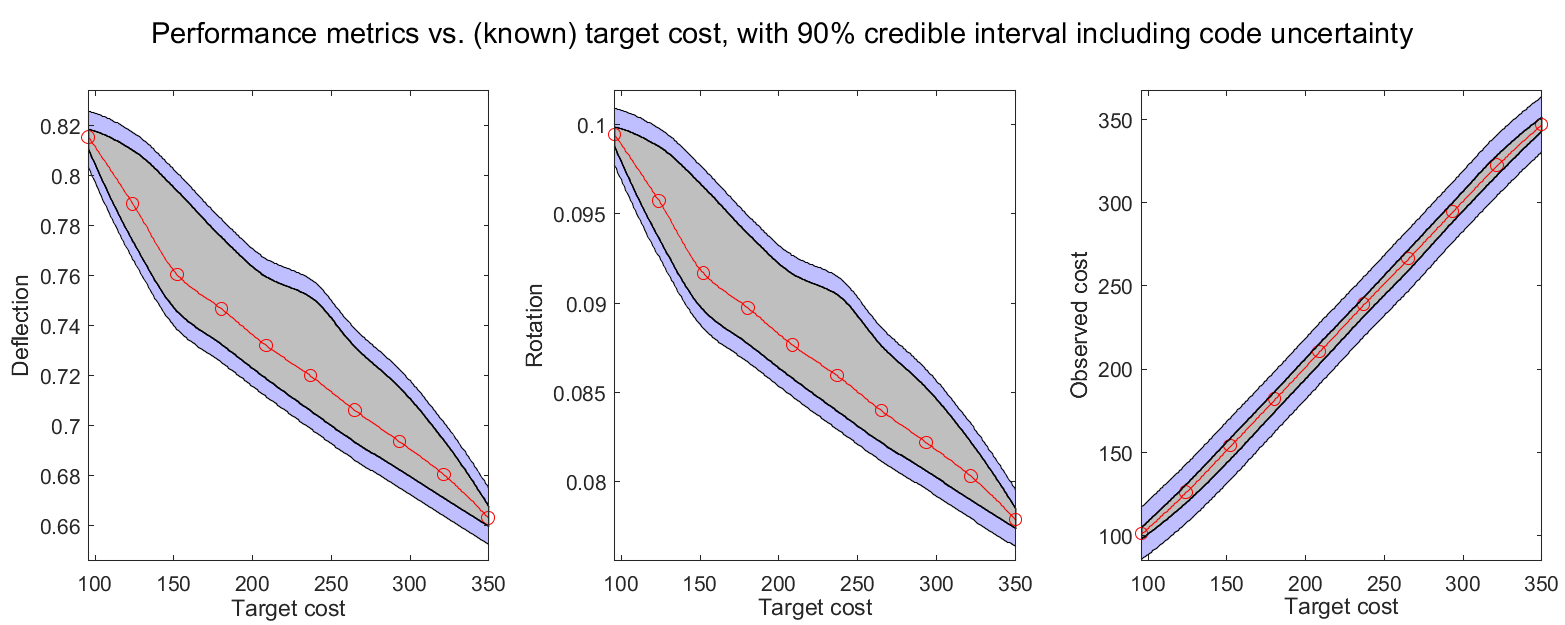 Performance metrics vs. (known) target cost, with 90% credible interval including code uncertainty
Deflection
0.82
0.8
0.78
0.76
0.74
0.72
0.7
0.68
0.66
100 150 200 250 300 350
Target cost
Rotation
0.1
0.095
0.09
0.085
0.08
100 150 200 250 300 350
Target cost
Observed cost
350
300
250
200
150
100
100 150 200 250 300 350
Target cost